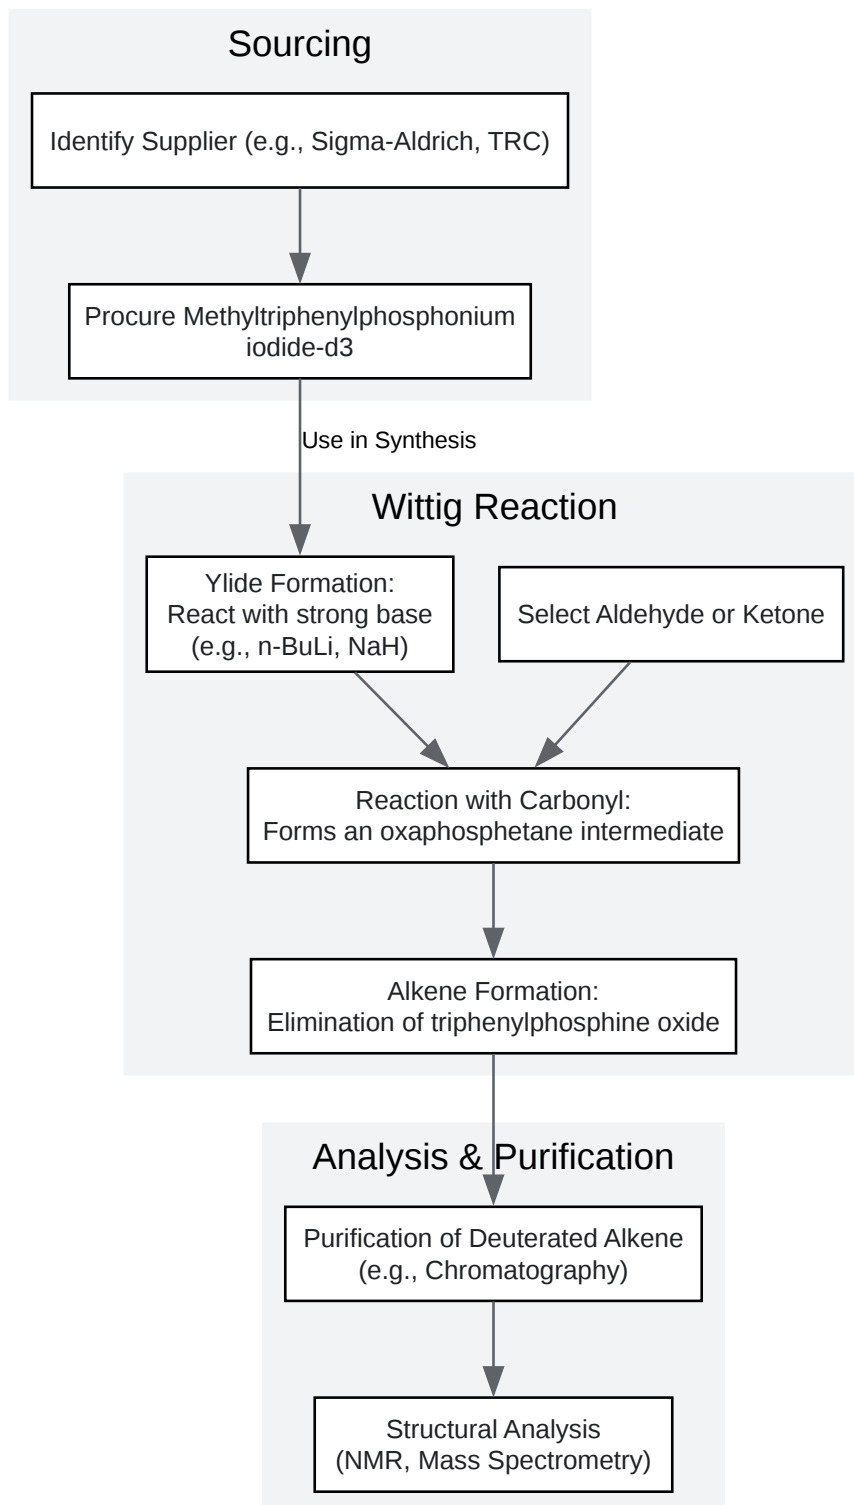 Sourcing
Identify Supplier (e.g., Sigma-Aldrich, TRC)
Procure Methyltriphenylphosphonium
iodide-d3
Use in Synthesis
Wittig Reaction
Ylide Formation:
React with strong base
(e.g., n-BuLi, NaH)
Select Aldehyde or Ketone
Reaction with Carbonyl:
Forms an oxaphosphetane intermediate
Alkene Formation:
Elimination of triphenylphosphine oxide
Analysis & Purification
Purification of Deuterated Alkene
(e.g., Chromatography)
Structural Analysis
(NMR, Mass Spectrometry)